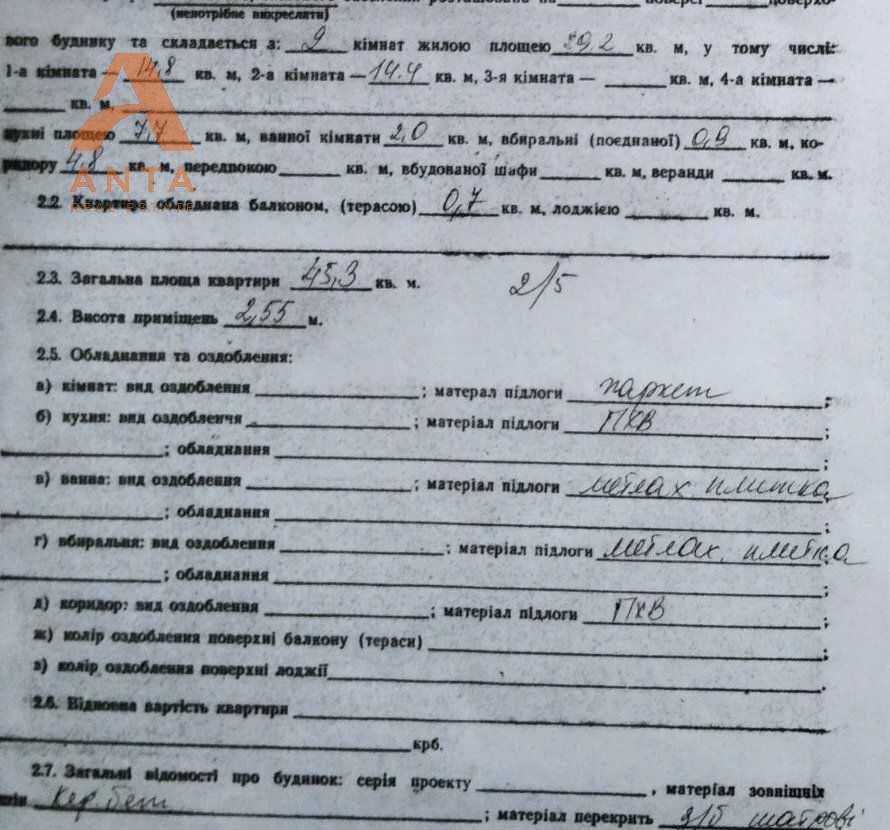 (непотрібне викреслити)
вого будинку та складається з: 2 кімнат жилою площею 29,2 кв. м, у тому числі:
1-а кімната — 14,8 кв. м, 2-а кімната — 14.4 кв. м, 3-я кімната — кв. м, 4-а кімната —
кв. м,
кухні площею 7,7 кв. м, ванної кімнати 2,0 кв. м, вбиральні (поєднаної) 0,9 кв. м, ко-
ридору 4.8 кв. м, передпокою кв. м, вбудованої шафи кв. м, веранди кв. м.
ANTA
2.2. Квартира обладнана балконом, (терасою) 0,7 кв. м, лоджією кв. м.
2.3. Загальна площа квартири 45,3 кв. м. 2/5
2.4. Висота приміщень 2,55 м.
2.5. Обладнання та оздоблення:
а) кімнат: вид оздоблення ; матерал підлоги паркет ;
б) кухня: вид оздобленчя ; матеріал підлоги ПХВ ;
; обладнання ;
в) ванна: вид оздоблення ; матеріал підлоги метлах плитка
; обладнання ;
г) вбиральня: вид оздоблення ; матеріал підлоги метлах. плитка
; обладнання ;
д) коридор: вид оздоблення ; матеріал підлоги ПХВ ;
ж) колір оздоблення поверхні балкону (тераси) ;
з) колір оздоблення поверхні лоджії .
2.6. Відновна вартість квартири
крб.
2.7. Загальні відомості про будинок: серія проекту , матеріал зовнішніх
стін кер. бет ; матеріал перекрить з/б шатрові